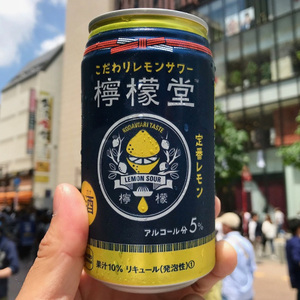 こだわりレモンサワー
檸檬堂
KODAWARI TASTE
LEMON SOUR
檸檬
定番レモン
酒
アルコール分5%
果汁10% リキュール(発泡性)①